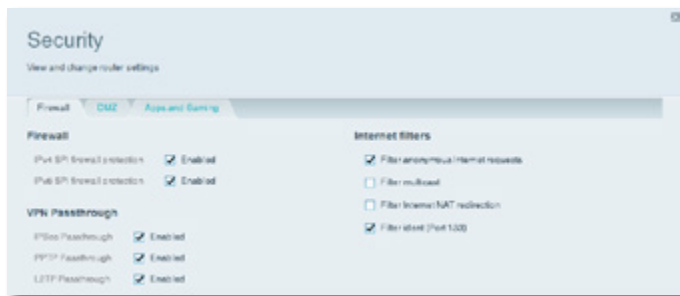 Security
View and change router settings
Firewall DMZ Apps and Gaming
Firewall
IPv4 SPI firewall protection Enabled
IPv6 SPI firewall protection Enabled
VPN Passthrough
IPSec Passthrough Enabled
PPTP Passthrough Enabled
L2TP Passthrough Enabled
Internet filters
Filter anonymous Internet requests
Filter multicast
Filter Internet NAT redirection
Filter ident (Port 113)